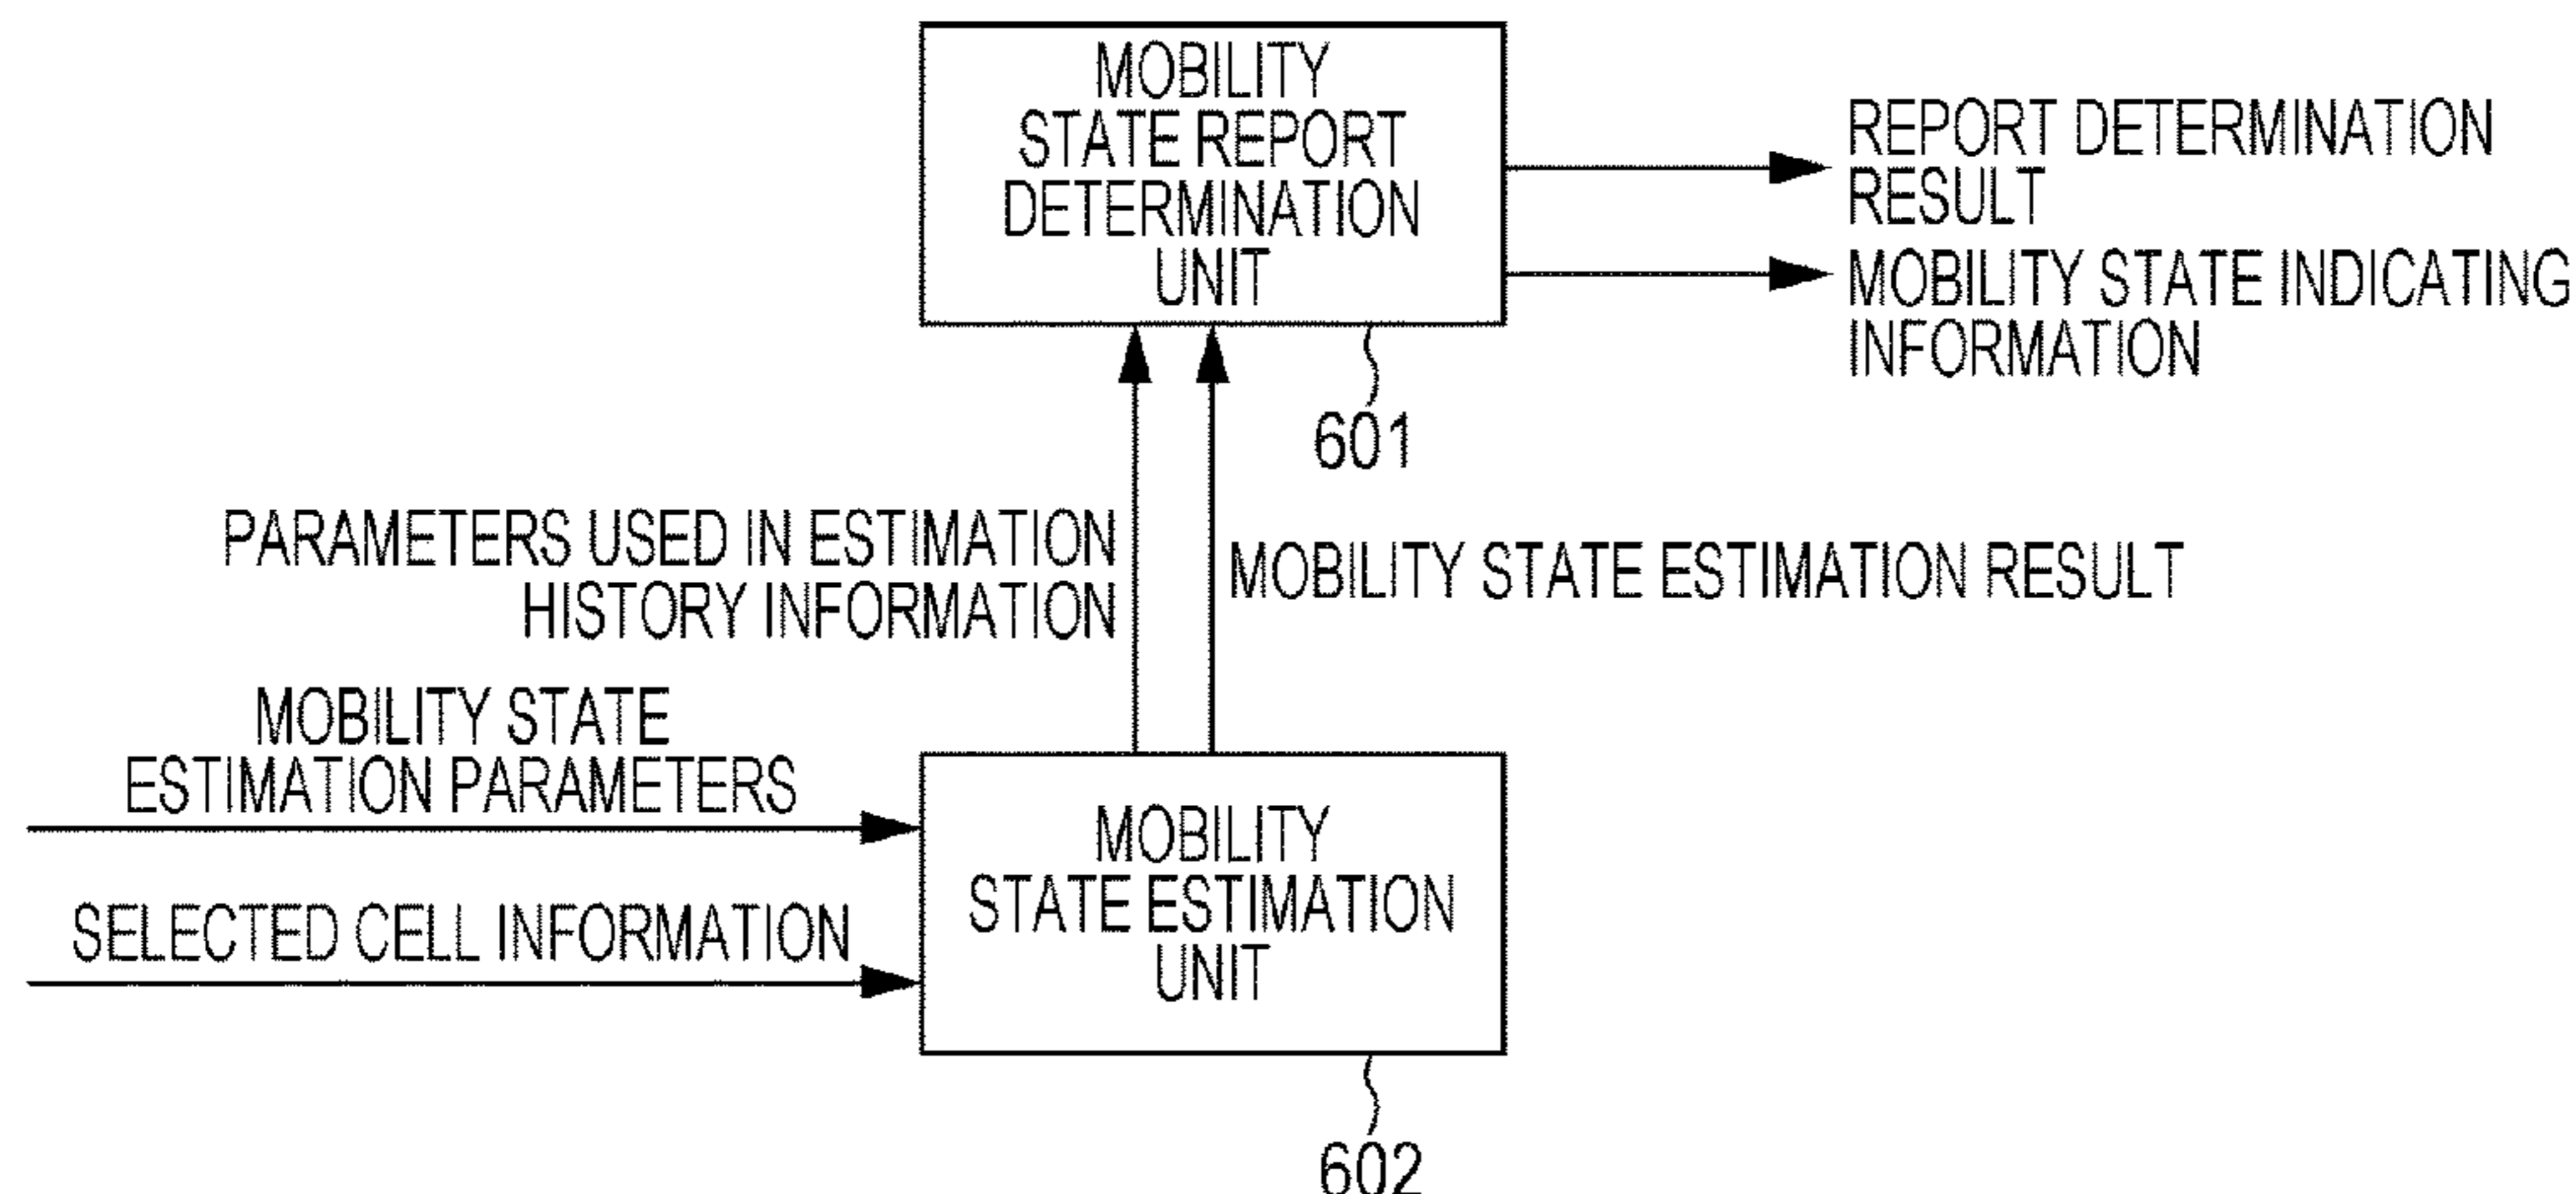 MOBILITY
STATE REPORT
DETERMINATION
UNIT
REPORT DETERMINATION
RESULT
MOBILITY STATE INDICATING
INFORMATION
601
PARAMETERS USED IN ESTIMATION
HISTORY INFORMATION
MOBILITY STATE ESTIMATION RESULT
MOBILITY STATE
ESTIMATION PARAMETERS
SELECTED CELL INFORMATION
MOBILITY
STATE ESTIMATION
UNIT
602